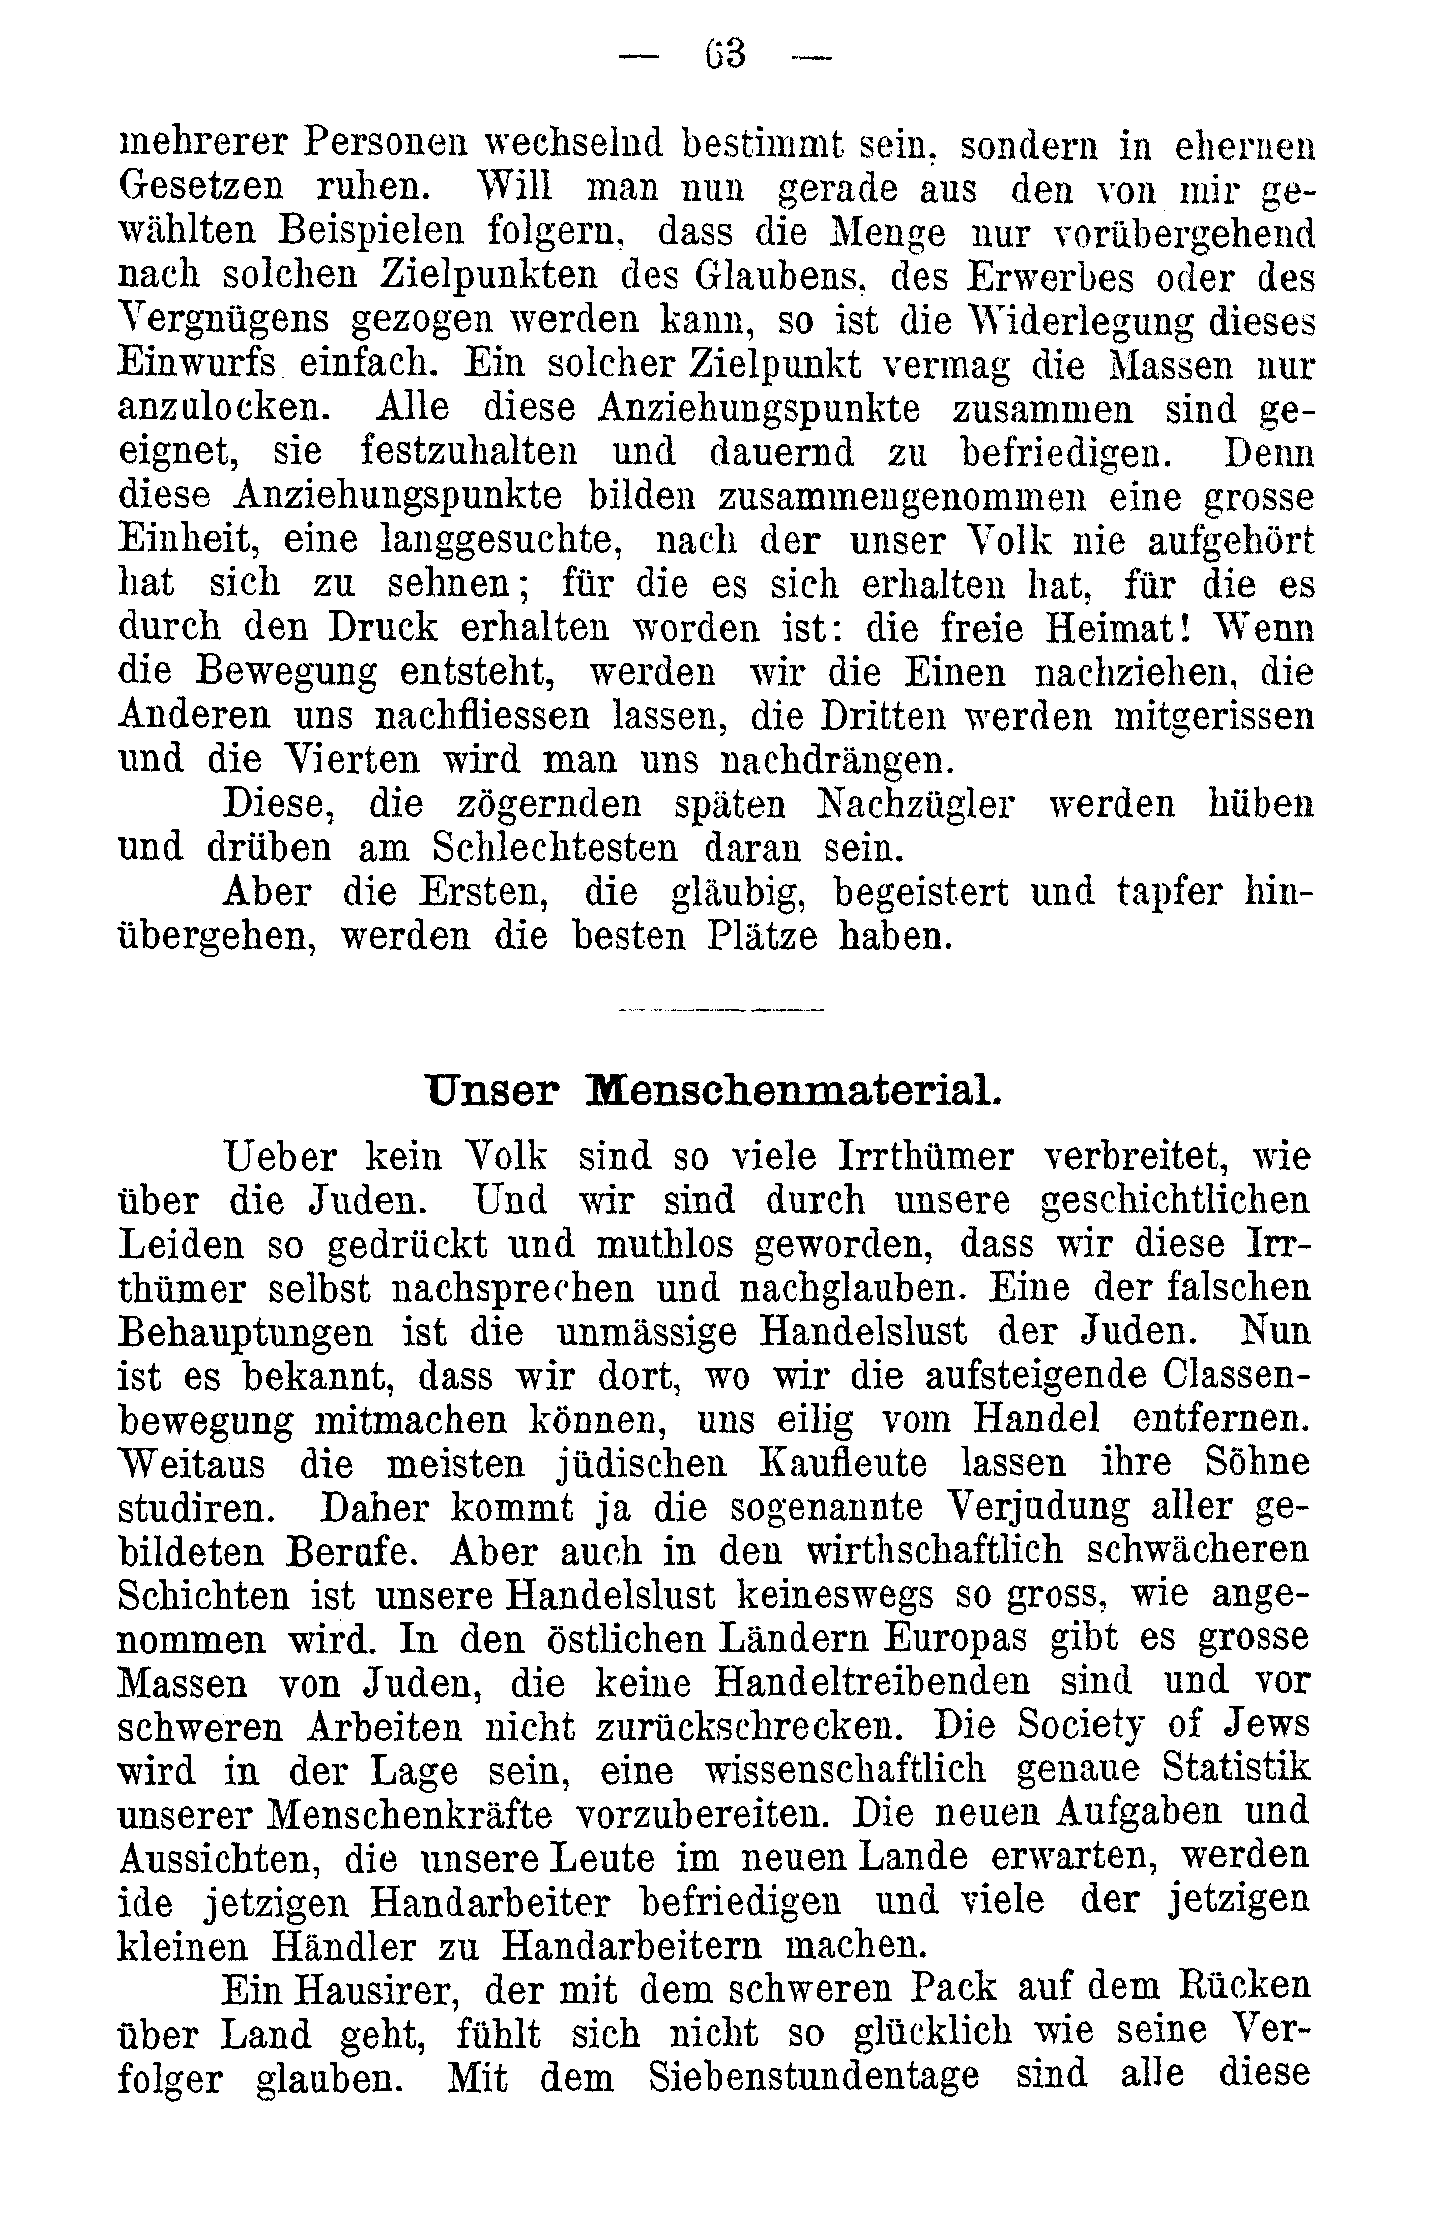 — 63 —
mehrerer Personen wechselnd bestimmt sein, sondern in ehernen
Gesetzen ruhen. Will man nun gerade aus den von mir ge-
wählten Beispielen folgern, dass die Menge nur vorübergehend
nach solchen Zielpunkten des Glaubens, des Erwerbes oder des
Vergnügens gezogen werden kann, so ist die Widerlegung dieses
Einwurfs einfach. Ein solcher Zielpunkt vermag die Massen nur
anzulocken. Alle diese Anziehungspunkte zusammen sind ge-
eignet, sie festzuhalten und dauernd zu befriedigen. Denn
diese Anziehungspunkte bilden zusammengenommen eine grosse
Einheit, eine langgesuchte, nach der unser Volk nie aufgehört
hat sich zu sehnen; für die es sich erhalten hat, für die es
durch den Druck erhalten worden ist: die freie Heimat! Wenn
die Bewegung entsteht, werden wir die Einen nachziehen, die
Anderen uns nachfliessen lassen, die Dritten werden mitgerissen
und die Vierten wird man uns nachdrängen.
Diese, die zögernden späten Nachzügler werden hüben
und drüben am Schlechtesten daran sein.
Aber die Ersten, die gläubig, begeistert und tapfer hin-
übergehen, werden die besten Plätze haben.
Unser Menschenmaterial.
Ueber kein Volk sind so viele Irrthümer verbreitet, wie
über die Juden. Und wir sind durch unsere geschichtlichen
Leiden so gedrückt und muthlos geworden, dass wir diese Irr-
thümer selbst nachsprechen und nachglauben. Eine der falschen
Behauptungen ist die unmässige Handelslust der Juden. Nun
ist es bekannt, dass wir dort, wo wir die aufsteigende Classen-
bewegung mitmachen können, uns eilig vom Handel entfernen.
Weitaus die meisten jüdischen Kaufleute lassen ihre Söhne
studiren. Daher kommt ja die sogenannte Verjudung aller ge-
bildeten Berufe. Aber auch in den wirthschaftlich schwächeren
Schichten ist unsere Handelslust keineswegs so gross, wie ange-
nommen wird. In den östlichen Ländern Europas gibt es grosse
Massen von Juden, die keine Handeltreibenden sind und vor
schweren Arbeiten nicht zurückschrecken. Die Society of Jews
wird in der Lage sein, eine wissenschaftlich genaue Statistik
unserer Menschenkräfte vorzubereiten. Die neuen Aufgaben und
Aussichten, die unsere Leute im neuen Lande erwarten, werden
ide jetzigen Handarbeiter befriedigen und viele der jetzigen
kleinen Händler zu Handarbeitern machen.
Ein Hausirer, der mit dem schweren Pack auf dem Rücken
über Land geht, fühlt sich nicht so glücklich wie seine Ver-
folger glauben. Mit dem Siebenstundentage sind alle diese